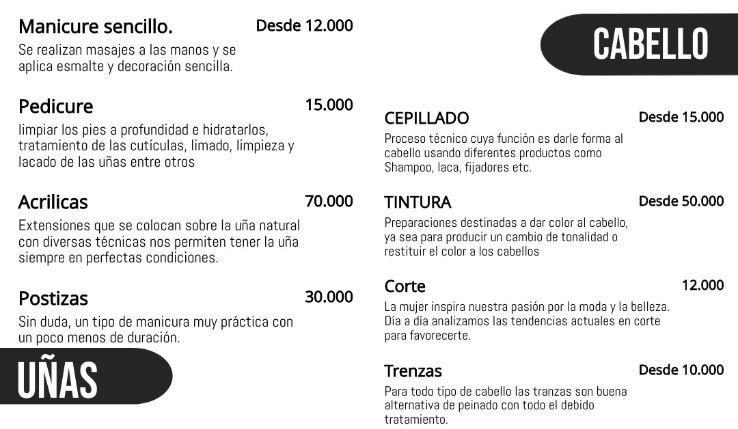 Manicure sencillo. Desde 12.000
Se realizan masajes a las manos y se
aplica esmalte y decoración sencilla.
Pedicure 15.000
limpiar los pies a profundidad e hidratarlos,
tratamiento de las cutículas, limado, limpieza y
lacado de las uñas entre otros
Acrilicas 70.000
Extensiones que se colocan sobre la uña natural
con diversas técnicas nos permiten tener la uña
siempre en perfectas condiciones.
Postizas 30.000
Sin duda, un tipo de manicura muy práctica con
un poco menos de duración.
UÑAS
CABELLO
CEPILLADO Desde 15.000
Proceso técnico cuya función es darle forma al
cabello usando diferentes productos como
Shampoo, laca, fijadores etc.
TINTURA Desde 50.000
Preparaciones destinadas a dar color al cabello,
ya sea para producir un cambio de tonalidad o
restituir el color a los cabellos
Corte 12.000
La mujer inspira nuestra pasión por la moda y la belleza.
Día a día analizamos las tendencias actuales en corte
para favorecerte.
Trenzas Desde 10.000
Para todo tipo de cabello las tranzas son buena
alternativa de peinado con todo el debido
tratamiento.